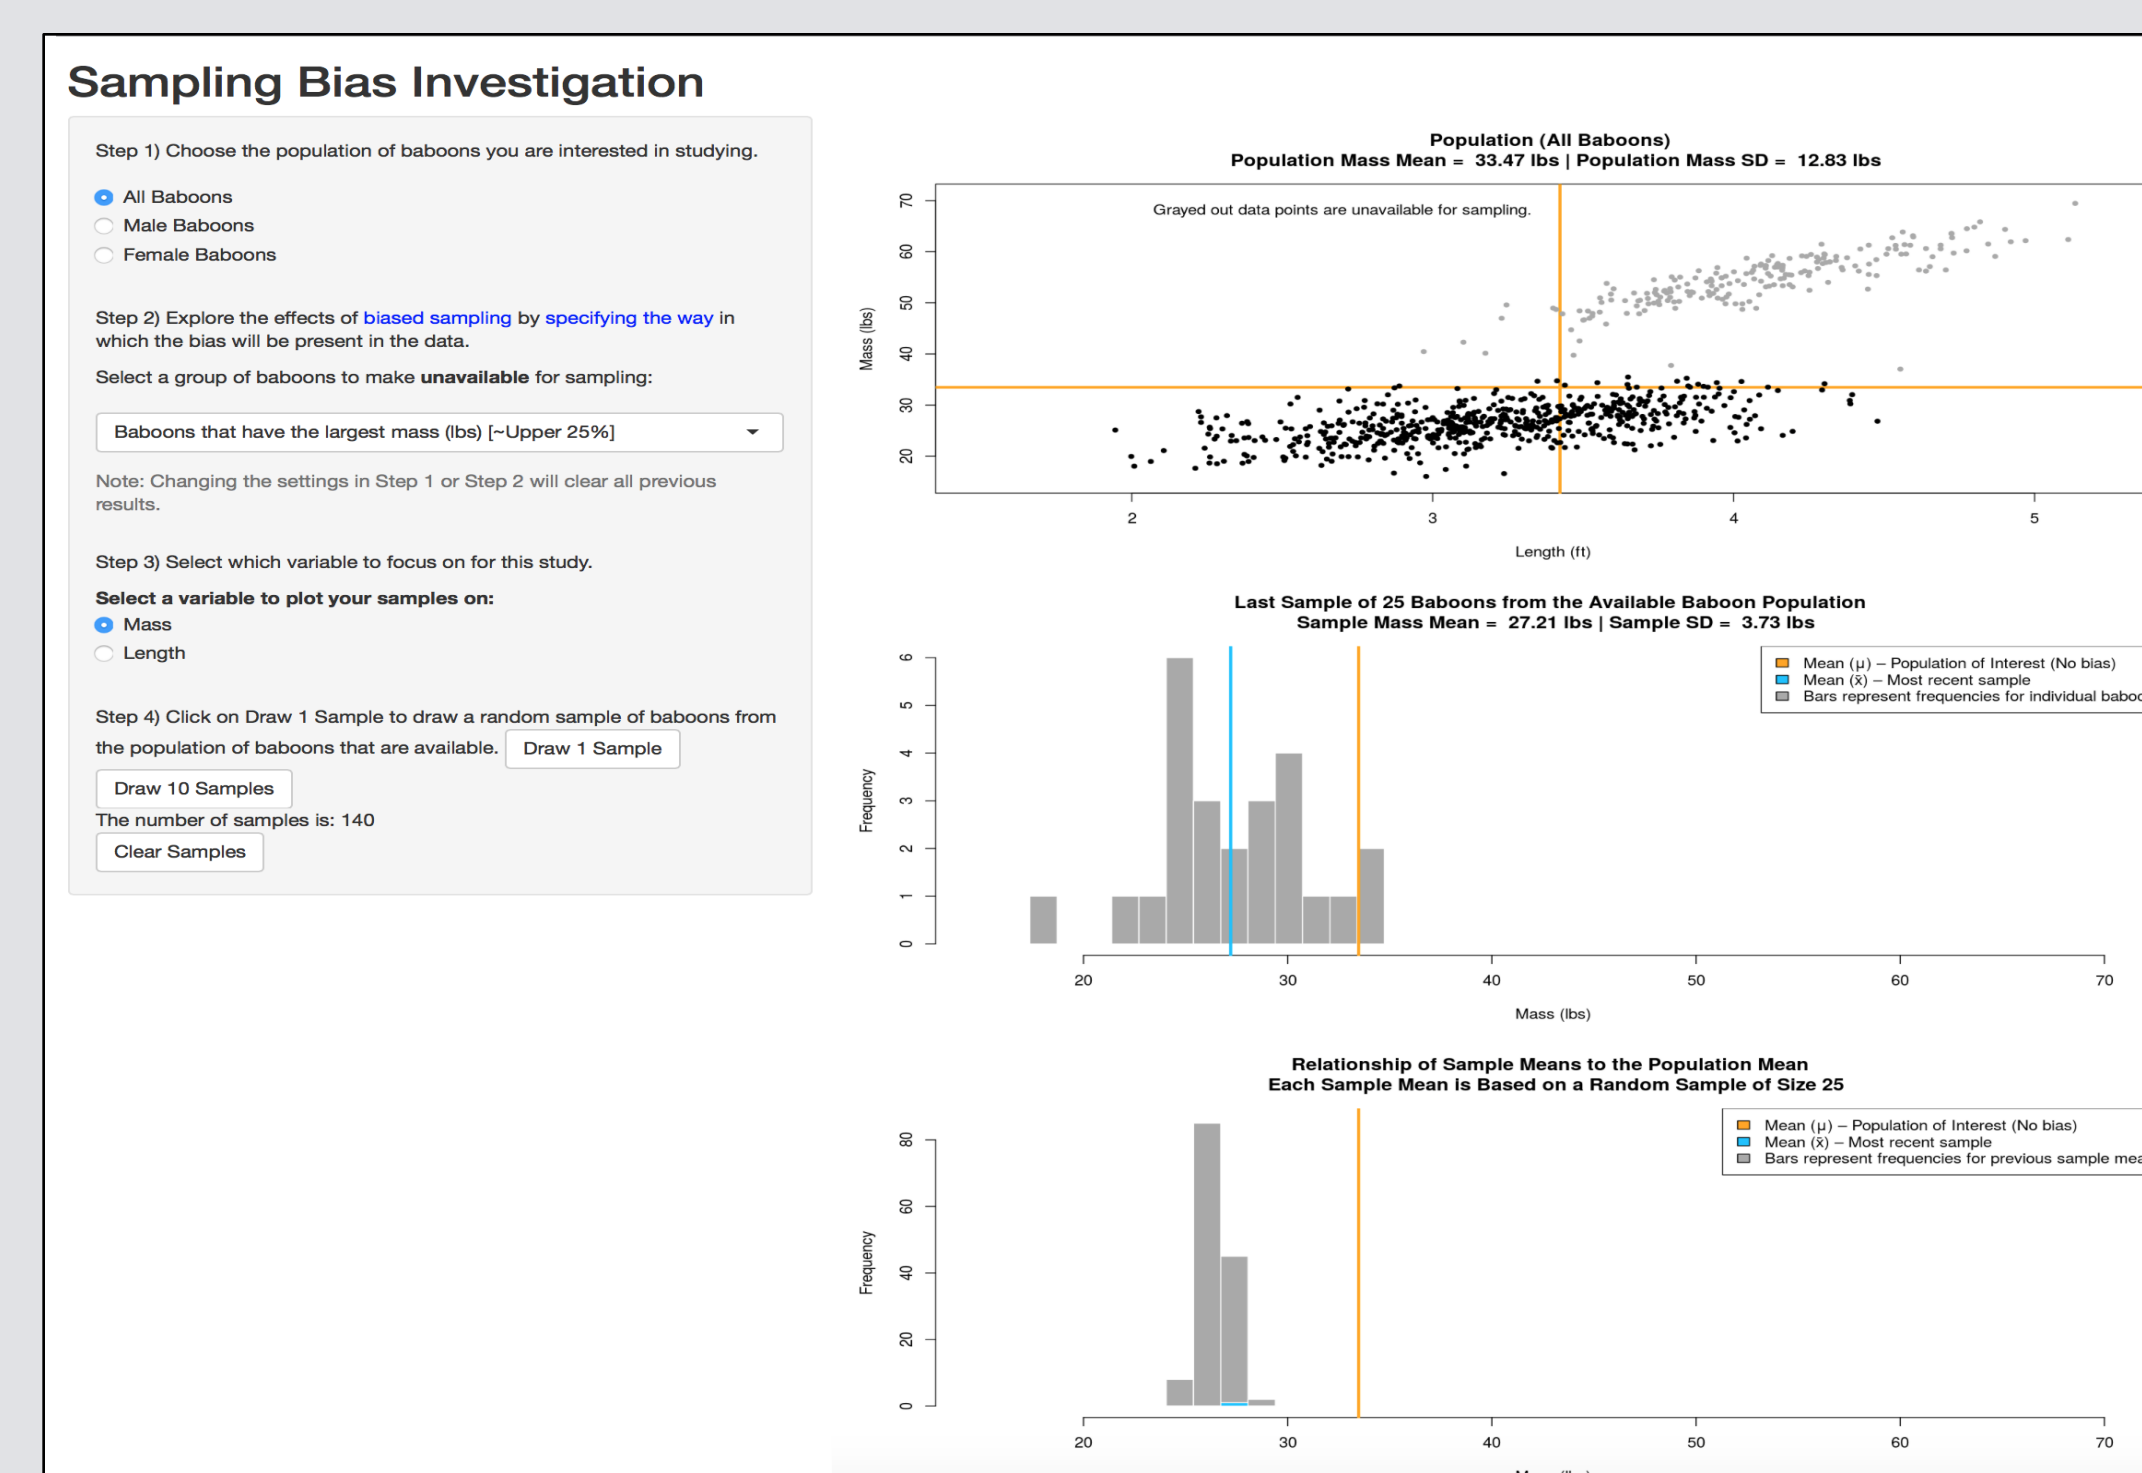 Sampling Bias Investigation
Step 1) Choose the population of baboons you are interested in studying.
All Baboons
Male Baboons
Female Baboons
Step 2) Explore the effects of biased sampling by specifying the way in
which the bias will be present in the data.
Select a group of baboons to make unavailable for sampling:
Baboons that have the largest mass (lbs) [~Upper 25%]
Note: Changing the settings in Step 1 or Step 2 will clear all previous
results.
Step 3) Select which variable to focus on for this study.
Select a variable to plot your samples on:
Mass
Length
Step 4) Click on Draw 1 Sample to draw a random sample of baboons from
the population of baboons that are available. Draw 1 Sample
Draw 10 Samples
The number of samples is: 140
Clear Samples
Population (All Baboons)
Population Mass Mean = 33.47 lbs | Population Mass SD = 12.83 lbs
Grayed out data points are unavailable for sampling.
Mass (lbs)
70
60
50
40
30
20
2 3 4 5
Length (ft)
Last Sample of 25 Baboons from the Available Baboon Population
Sample Mass Mean = 27.21 lbs | Sample SD = 3.73 lbs
Mean (μ) – Population of Interest (No bias)
Mean (x̄) – Most recent sample
Bars represent frequencies for individual
Frequency
6
5
4
3
2
1
0
20 30 40 50 60 70
Mass (lbs)
Relationship of Sample Means to the Population Mean
Each Sample Mean is Based on a Random Sample of Size 25
Mean (μ) – Population of Interest (No bias)
Mean (x̄) – Most recent sample
Bars represent frequencies for previous sample
Frequency
80
60
40
20
0
20 30 40 50 60 70